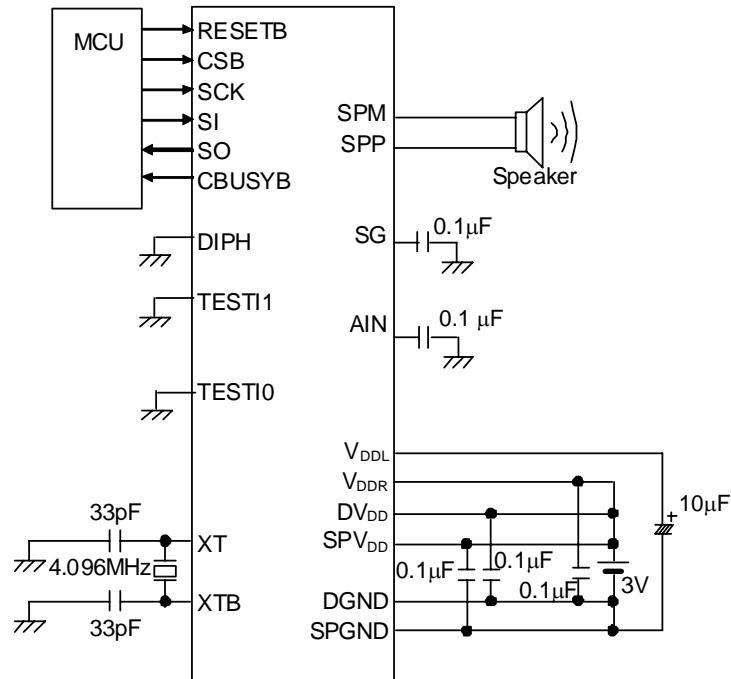 MCU
RESETB
CSB
SCK
SI
SO
CBUSYB
DIPH
TESTI1
TESTI0
33pF
XT
4.096MHz
XTB
33pF
SPM
SPP
Speaker
SG
0.1μF
AIN
0.1 μF
VDDL
VDDR
DVDD
SPVDD
DGND
SPGND
0.1μF
0.1μF
0.1μF
3V
+
10μF